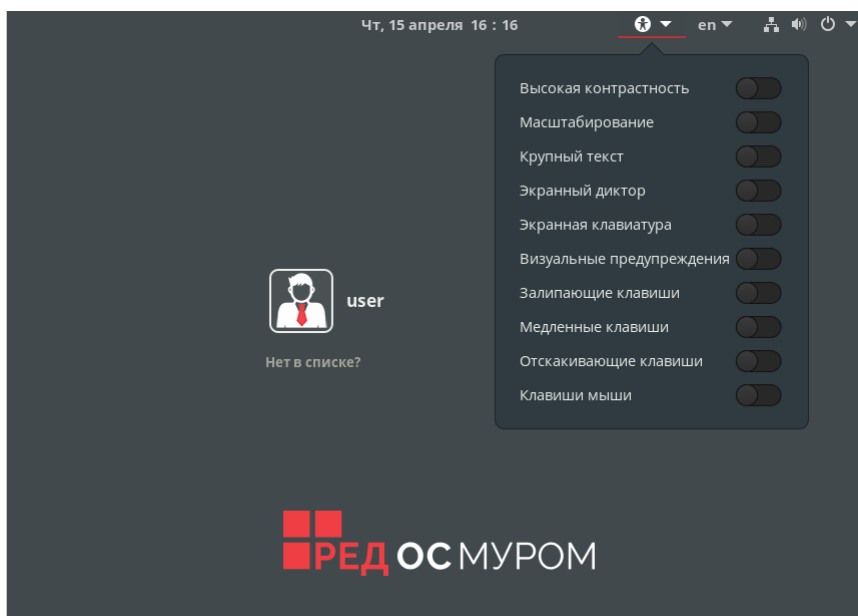 Чт, 15 апреля 16 : 16
en
Высокая контрастность
Масштабирование
Крупный текст
Экранный диктор
Экранная клавиатура
Визуальные предупреждения
Залипающие клавиши
Медленные клавиши
Отскакивающие клавиши
Клавиши мыши
user
Нет в списке?
РЕД ОС МУРОМ